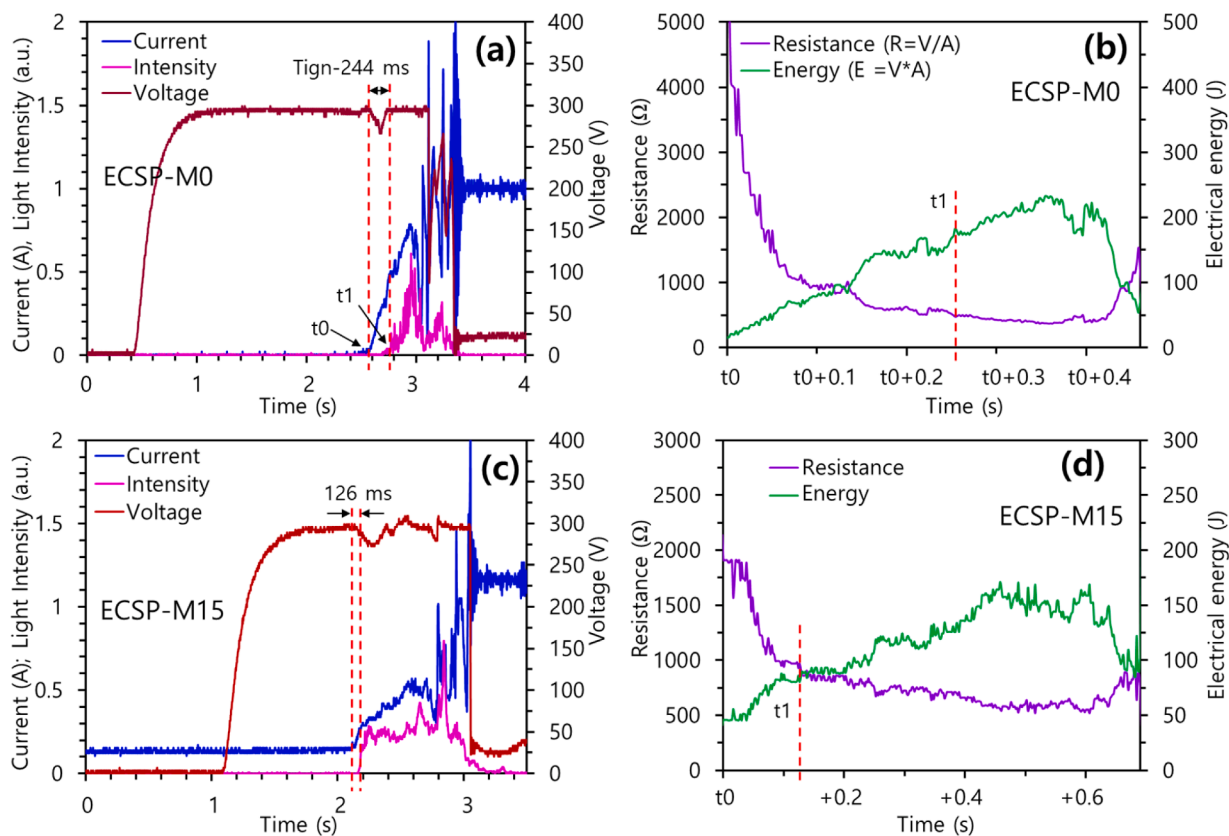 (a)
Current
Intensity
Voltage
Tign-244 ms
ECSP-M0
t1
t0
Current (A), Light Intensity (a.u.)
2
1.5
1
0.5
0
Voltage (V)
400
350
300
250
200
150
100
50
0
0 1 2 3 4
Time (s)
(b)
Resistance (R=V/A)
Energy (E =V*A)
ECSP-M0
t1
Resistance (Ω)
5000
4000
3000
2000
1000
0
Electrical energy (J)
500
400
300
200
100
0
t0 t0+0.1 t0+0.2 t0+0.3 t0+0.4
Time (s)
(c)
Current
Intensity
Voltage
126 ms
ECSP-M15
Current (A); Light Intensity (a.u.)
2
1.5
1
0.5
0
Voltage (V)
400
350
300
250
200
150
100
50
0
0 1 2 3
Time (s)
(d)
Resistance
Energy
ECSP-M15
t1
Resistance (Ω)
3000
2500
2000
1500
1000
500
0
Electrical energy (J)
300
250
200
150
100
50
0
t0 +0.2 +0.4 +0.6
Time (s)